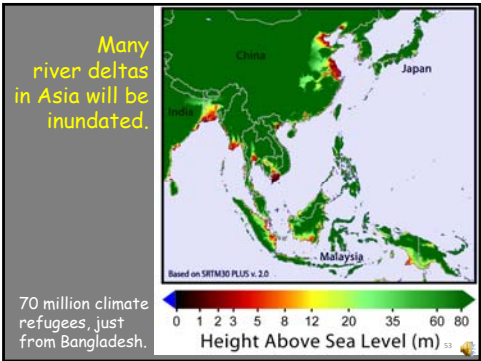 Many
river deltas
in Asia will be
inundated.
China
Japan
India
Malaysia
Based on SRTM30 PLUS v. 2.0
70 million climate
refugees, just
from Bangladesh.
0 1 2 3 5 8 12 20 35 60 80
Height Above Sea Level (m)
53